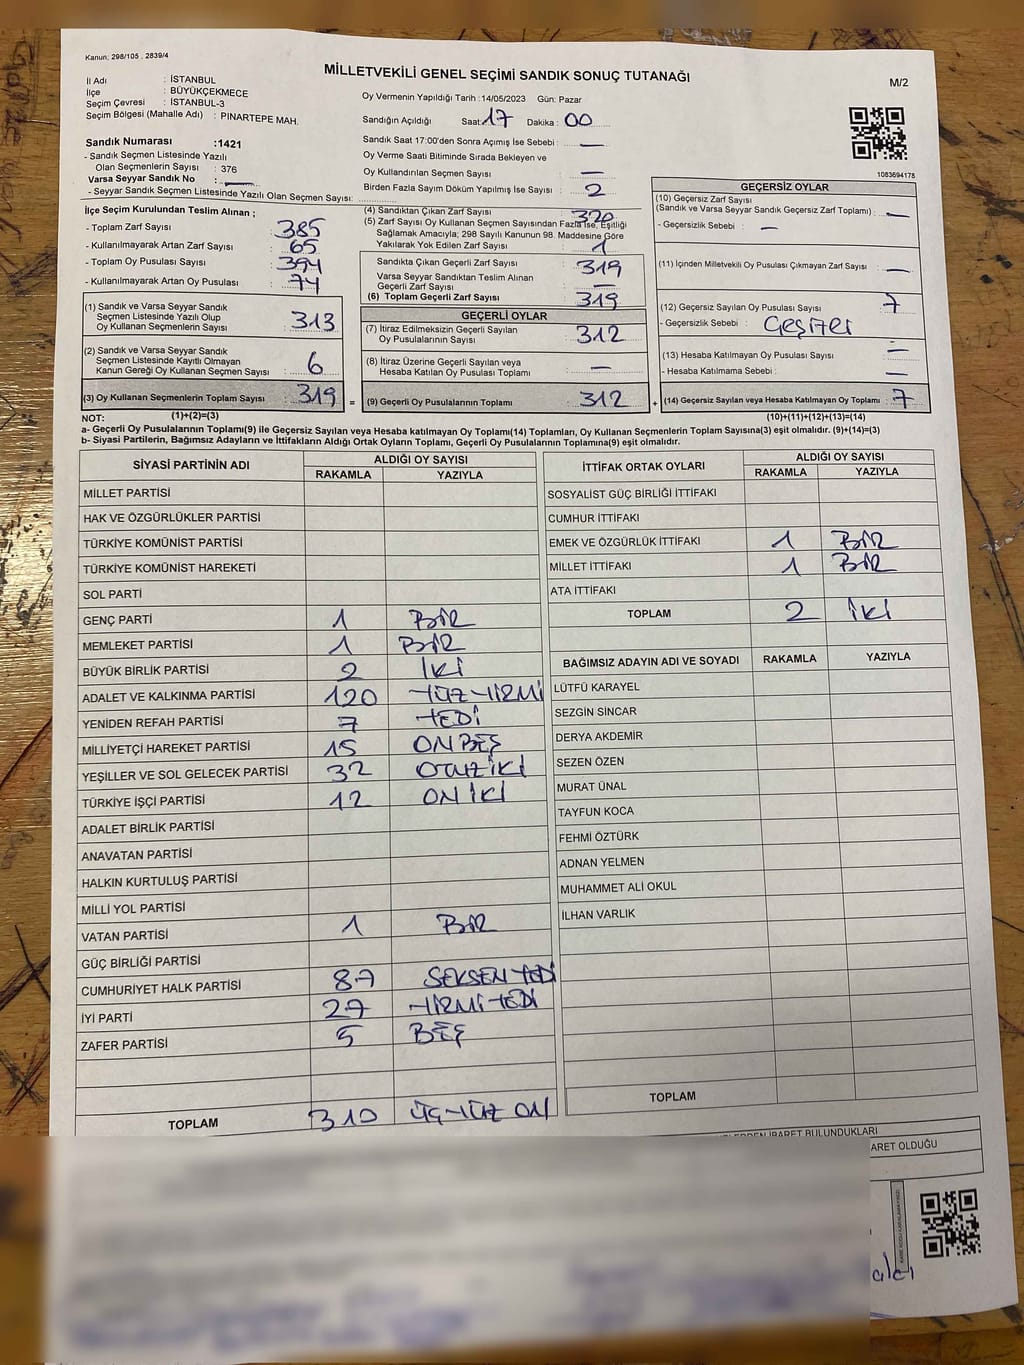 Kanun; 298/105 , 2839/4
MİLLETVEKİLİ GENEL SEÇİMİ SANDIK SONUÇ TUTANAĞI
M/2
İl Adı : İSTANBUL
İlçe : BÜYÜKÇEKMECE
Seçim Çevresi : İSTANBUL-3
Seçim Bölgesi (Mahalle Adı) : PINARTEPE MAH.
Sandık Numarası :1421
- Sandık Seçmen Listesinde Yazılı
Olan Seçmenlerin Sayısı : 376
Varsa Seyyar Sandık No : —
- Seyyar Sandık Seçmen Listesinde Yazılı Olan Seçmen Sayısı:
Oy Vermenin Yapıldığı Tarih :14/05/2023 Gün: Pazar
Sandığın Açıldığı Saat: 17 Dakika : 00
Sandık Saat 17:00'den Sonra Açımış İse Sebebi : —
Oy Verme Saati Bitiminde Sırada Bekleyen ve
Oy Kullandırılan Seçmen Sayısı : —
Birden Fazla Sayım Döküm Yapılmış İse Sayısı : 2
1083694178
İlçe Seçim Kurulundan Teslim Alınan ;
- Toplam Zarf Sayısı : 385
- Kullanılmayarak Artan Zarf Sayısı : 65
- Toplam Oy Pusulası Sayısı : 394
- Kullanılmayarak Artan Oy Pusulası : 74
(1) Sandık ve Varsa Seyyar Sandık
Seçmen Listesinde Yazılı Olup
Oy Kullanan Seçmenlerin Sayısı : 313
(2) Sandık ve Varsa Seyyar Sandık
Seçmen Listesinde Kayıtlı Olmayan
Kanun Gereği Oy Kullanan Seçmen Sayısı : 6
(3) Oy Kullanan Seçmenlerin Toplam Sayısı : 319 =
(4) Sandıktan Çıkan Zarf Sayısı : 320
(5) Zarf Sayısı Oy Kullanan Seçmen Sayısından Fazla İse, Eşitliği
Sağlamak Amacıyla; 298 Sayılı Kanunun 98. Maddesine Göre
Yakılarak Yok Edilen Zarf Sayısı : 1
Sandıkta Çıkan Geçerli Zarf Sayısı : 319
Varsa Seyyar Sandıktan Teslim Alınan
Geçerli Zarf Sayısı : —
(6) Toplam Geçerli Zarf Sayısı : 319
GEÇERLİ OYLAR
(7) İtiraz Edilmeksizin Geçerli Sayılan
Oy Pusulalarının Sayısı : 312
(8) İtiraz Üzerine Geçerli Sayılan veya
Hesaba Katılan Oy Pusulası Toplamı : —
(9) Geçerli Oy Pusulalarının Toplamı : 312 +
GEÇERSİZ OYLAR
(10) Geçersiz Zarf Sayısı
(Sandık ve Varsa Seyyar Sandık Geçersiz Zarf Toplamı) : —
- Geçersizlik Sebebi : —
(11) İçinden Milletvekili Oy Pusulası Çıkmayan Zarf Sayısı : —
(12) Geçersiz Sayılan Oy Pusulası Sayısı : 7
- Geçersizlik Sebebi : Geşitli
(13) Hesaba Katılmayan Oy Pusulası Sayısı : —
- Hesaba Katılmama Sebebi : —
(14) Geçersiz Sayılan veya Hesaba Katılmayan Oy Toplamı : 7
NOT: (1)+(2)=(3)
(10)+(11)+(12)+(13)=(14)
a- Geçerli Oy Pusulalarının Toplamı(9) ile Geçersiz Sayılan veya Hesaba katılmayan Oy Toplamı(14) Toplamları, Oy Kullanan Seçmenlerin Toplam Sayısına(3) eşit olmalıdır. (9)+(14)=(3)
b- Siyasi Partilerin, Bağımsız Adayların ve İttifakların Aldığı Ortak Oyların Toplamı, Geçerli Oy Pusulalarının Toplamına(9) eşit olmalıdır.
SİYASİ PARTİNİN ADI
ALDIĞI OY SAYISI
RAKAMLA YAZIYLA
MİLLET PARTİSİ
HAK VE ÖZGÜRLÜKLER PARTİSİ
TÜRKİYE KOMÜNİST PARTİSİ
TÜRKİYE KOMÜNİST HAREKETİ
SOL PARTİ
GENÇ PARTİ 1 BİR
MEMLEKET PARTİSİ 1 BİR
BÜYÜK BİRLİK PARTİSİ 2 İKİ
ADALET VE KALKINMA PARTİSİ 120 YÜZ YİRMİ
YENİDEN REFAH PARTİSİ 7 YEDİ
MİLLİYETÇİ HAREKET PARTİSİ 15 ON BEŞ
YEŞİLLER VE SOL GELECEK PARTİSİ 32 OTUZ İKİ
TÜRKİYE İŞÇİ PARTİSİ 12 ON İKİ
ADALET BİRLİK PARTİSİ
ANAVATAN PARTİSİ
HALKIN KURTULUŞ PARTİSİ
MİLLİ YOL PARTİSİ
VATAN PARTİSİ 1 BİR
GÜÇ BİRLİĞİ PARTİSİ
CUMHURİYET HALK PARTİSİ 87 SEKSEN YEDİ
İYİ PARTİ 27 YİRMİ YEDİ
ZAFER PARTİSİ 5 BEŞ
TOPLAM 310 ÜÇ YÜZ ON
İTTİFAK ORTAK OYLARI
ALDIĞI OY SAYISI
RAKAMLA YAZIYLA
SOSYALİST GÜÇ BİRLİĞİ İTTİFAKI
CUMHUR İTTİFAKI
EMEK VE ÖZGÜRLÜK İTTİFAKI 1 BİR
MİLLET İTTİFAKI 1 BİR
ATA İTTİFAKI
TOPLAM 2 İKİ
BAĞIMSIZ ADAYIN ADI VE SOYADI RAKAMLA YAZIYLA
LÜTFÜ KARAYEL
SEZGİN SİNCAR
DERYA AKDEMİR
SEZEN ÖZEN
MURAT ÜNAL
TAYFUN KOCA
FEHMİ ÖZTÜRK
ADNAN YELMEN
MUHAMMET ALİ OKUL
İLHAN VARLIK
TOPLAM
İBARET BULUNDUKLARI
ARET OLDUĞU